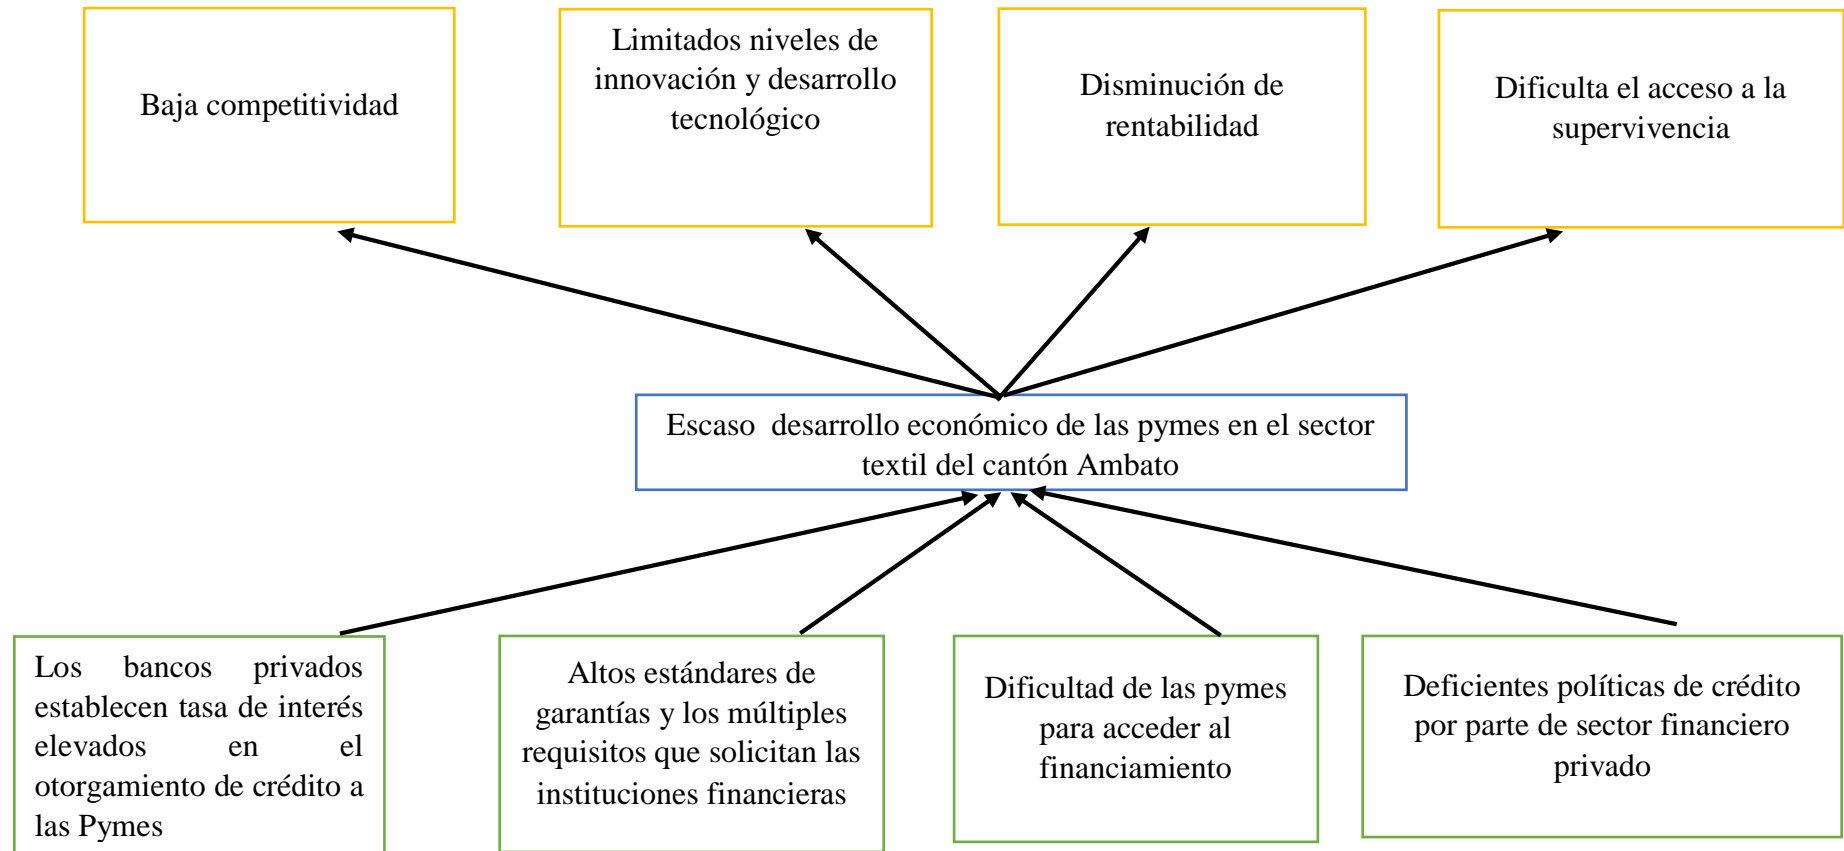 Baja competitividad
Limitados niveles de
innovación y desarrollo
tecnológico
Disminución de
rentabilidad
Dificulta el acceso a la
supervivencia
Escaso desarrollo económico de las pymes en el sector
textil del cantón Ambato
Los bancos privados
establecen tasa de interés
elevados en el
otorgamiento de crédito a
las Pymes
Altos estándares de
garantías y los múltiples
requisitos que solicitan las
instituciones financieras
Dificultad de las pymes
para acceder al
financiamiento
Deficientes políticas de crédito
por parte de sector financiero
privado